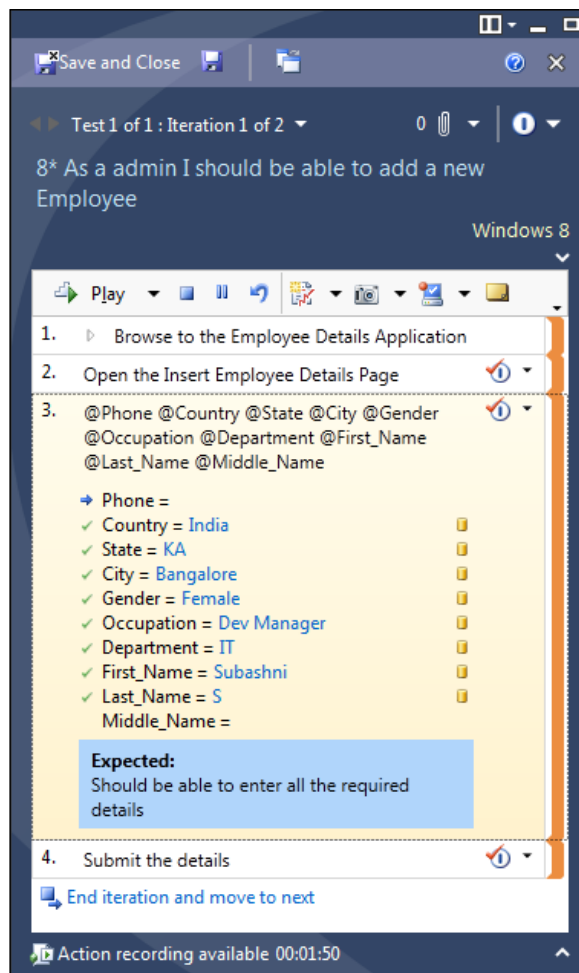 Save and Close
Test 1 of 1 : Iteration 1 of 2
0
8* As a admin I should be able to add a new
Employee
Windows 8
Play
1. Browse to the Employee Details Application
2. Open the Insert Employee Details Page
3. @Phone @Country @State @City @Gender
@Occupation @Department @First_Name
@Last_Name @Middle_Name
Phone =
Country = India
State = KA
City = Bangalore
Gender = Female
Occupation = Dev Manager
Department = IT
First_Name = Subashni
Last_Name = S
Middle_Name =
Expected:
Should be able to enter all the required
details
4. Submit the details
End iteration and move to next
Action recording available 00:01:50